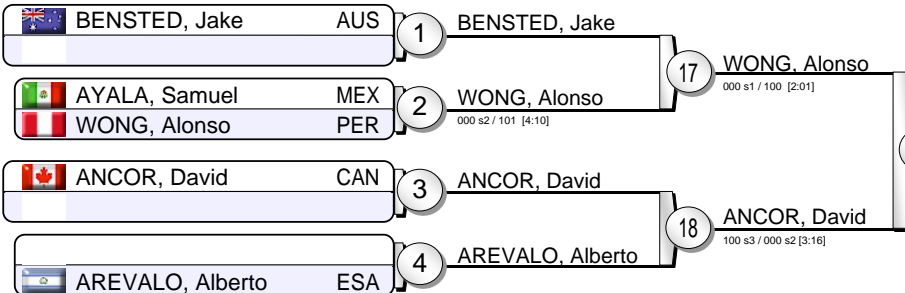 BENSTED, Jake AUS
1
BENSTED, Jake
AYALA, Samuel MEX
WONG, Alonso PER
2
WONG, Alonso
000 s2 / 101 [4:10]
17
WONG, Alonso
000 s1 / 100 [2:01]
ANCOR, David CAN
3
ANCOR, David
AREVALO, Alberto ESA
4
AREVALO, Alberto
18
ANCOR, David
100 s3 / 000 s2 [3:16]